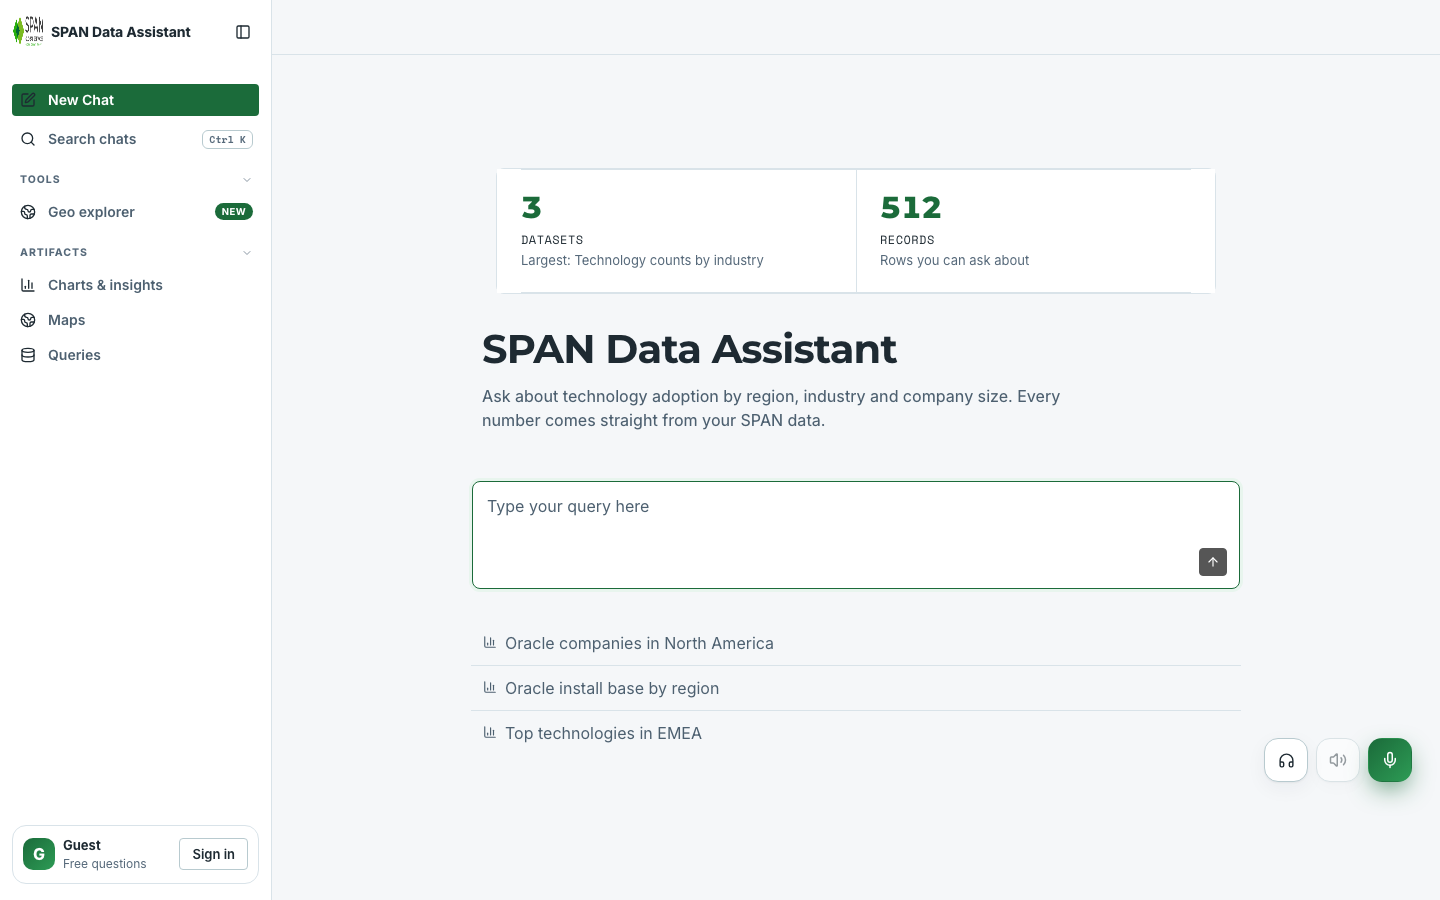 SPAN
SPAN Data Assistant
New Chat
Search chats
Ctrl K
TOOLS
Geo explorer
NEW
ARTIFACTS
Charts & insights
Maps
Queries
G
Guest
Free questions
Sign in
3
DATASETS
Largest: Technology counts by industry
512
RECORDS
Rows you can ask about
SPAN Data Assistant
Ask about technology adoption by region, industry and company size. Every
number comes straight from your SPAN data.
Type your query here
Oracle companies in North America
Oracle install base by region
Top technologies in EMEA